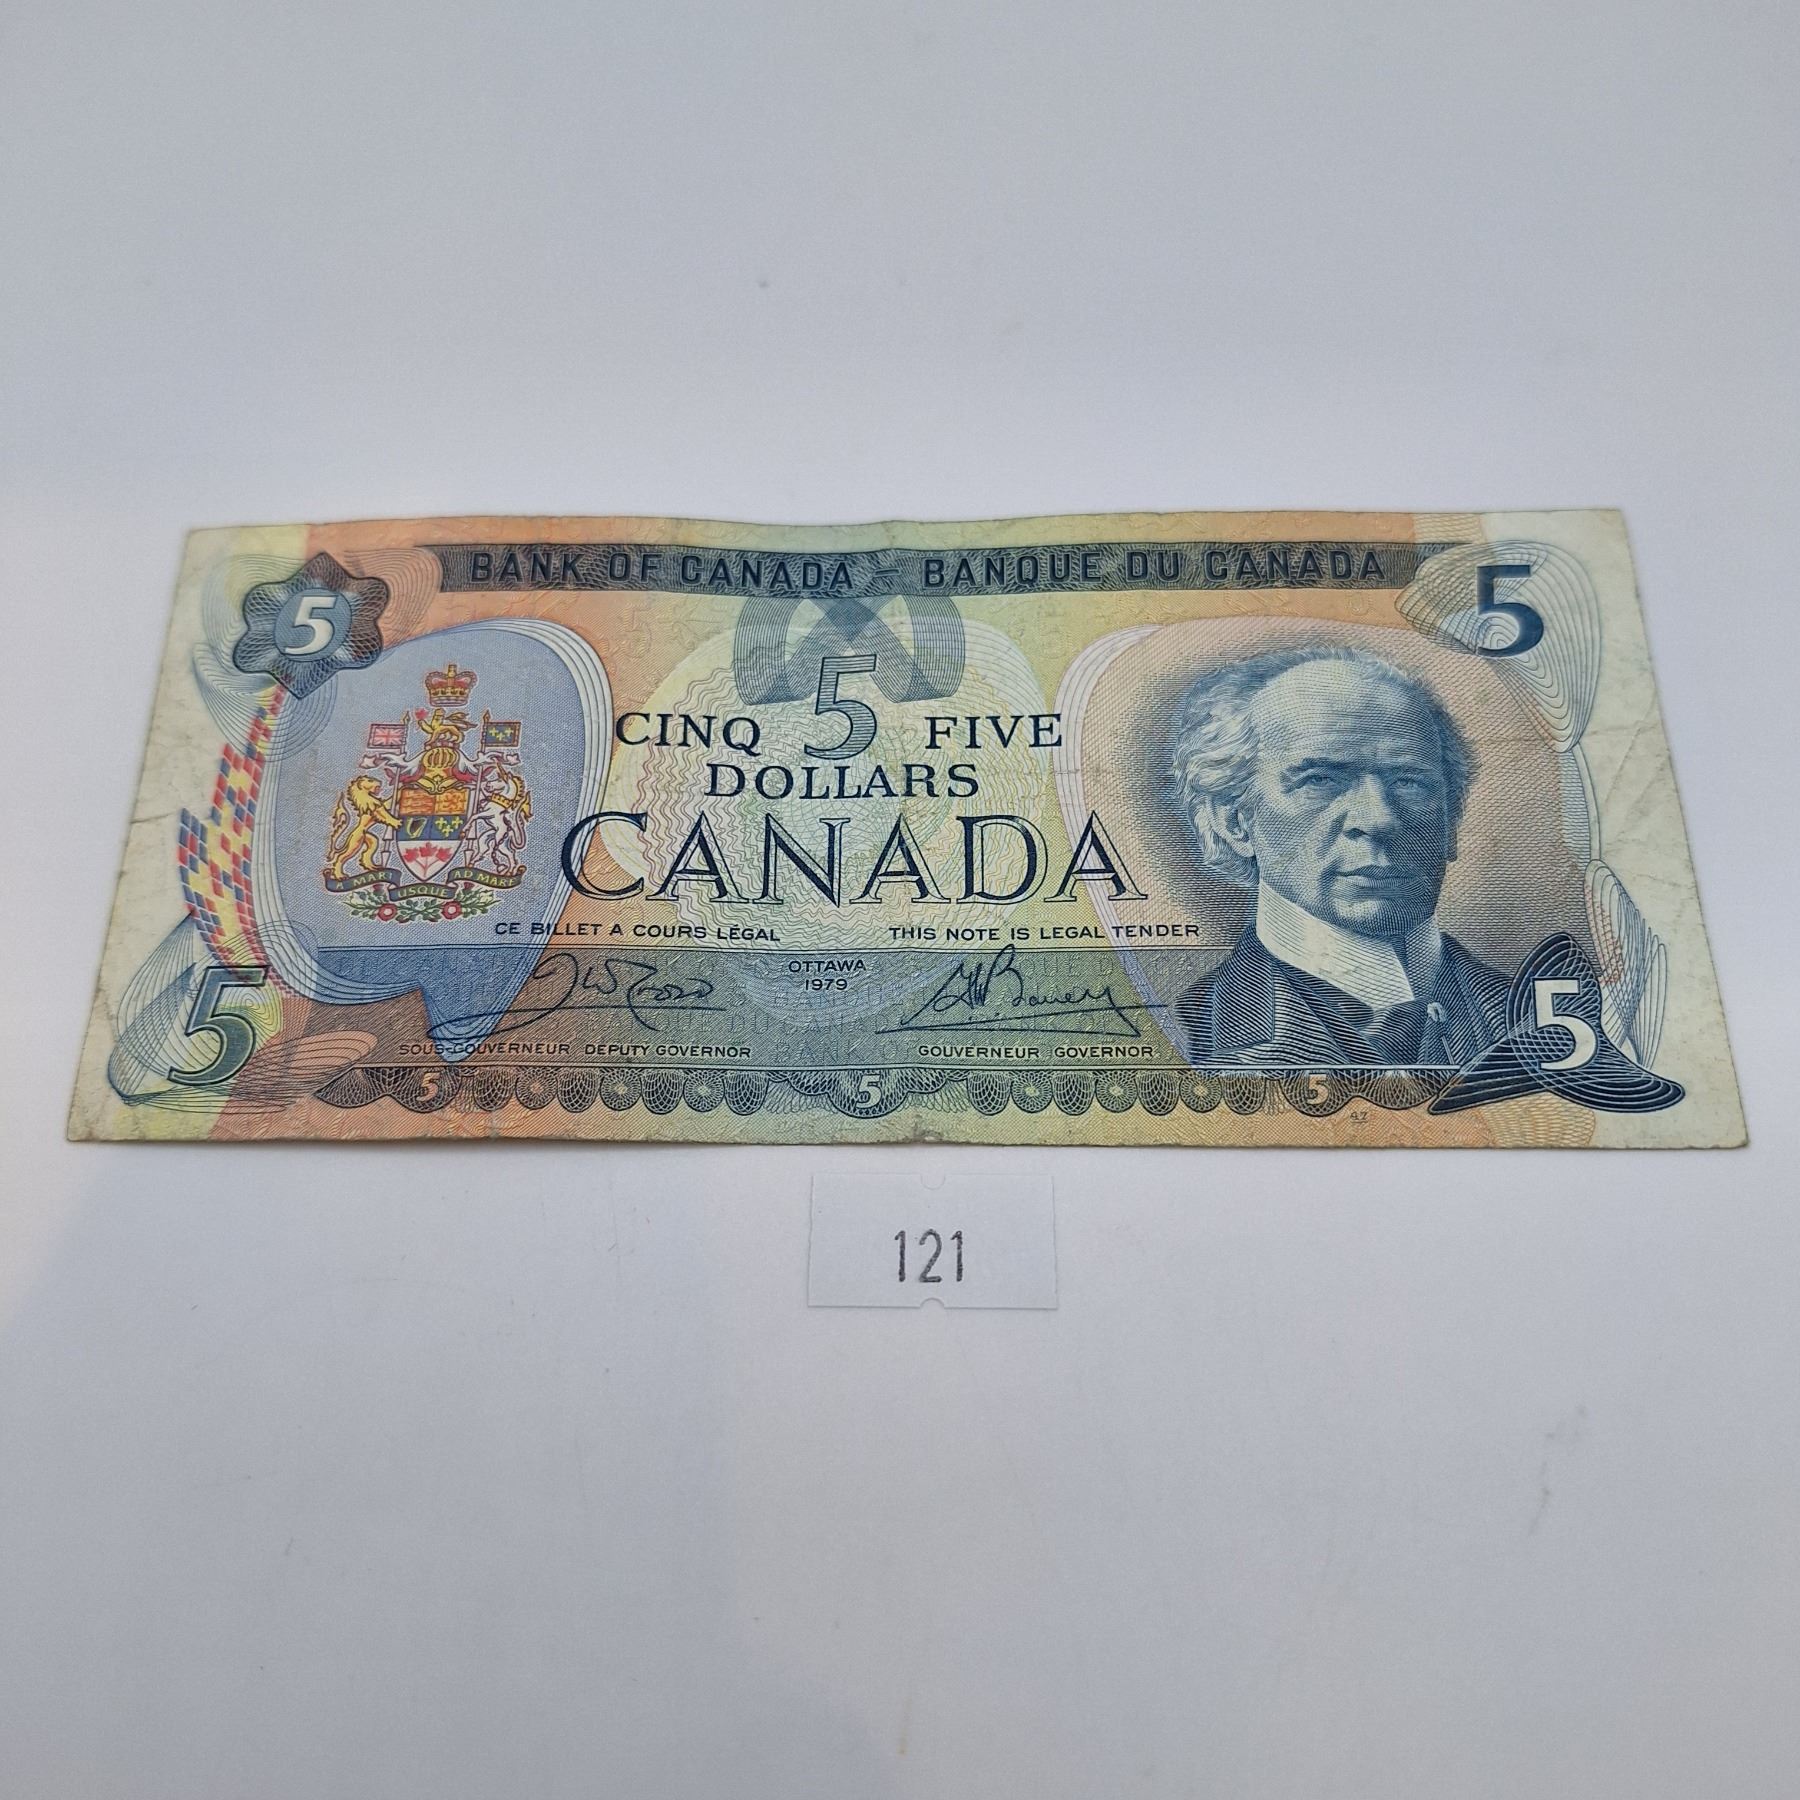 BANK OF CANADA – BANQUE DU CANADA
5
5
5
CINQ FIVE
DOLLARS
CANADA
A MARI USQUE AD MARE
CE BILLET A COURS LÉGAL THIS NOTE IS LEGAL TENDER
OTTAWA
1979
5
5
SOUS-GOUVERNEUR DEPUTY GOVERNOR GOUVERNEUR GOVERNOR
5 5 5
121